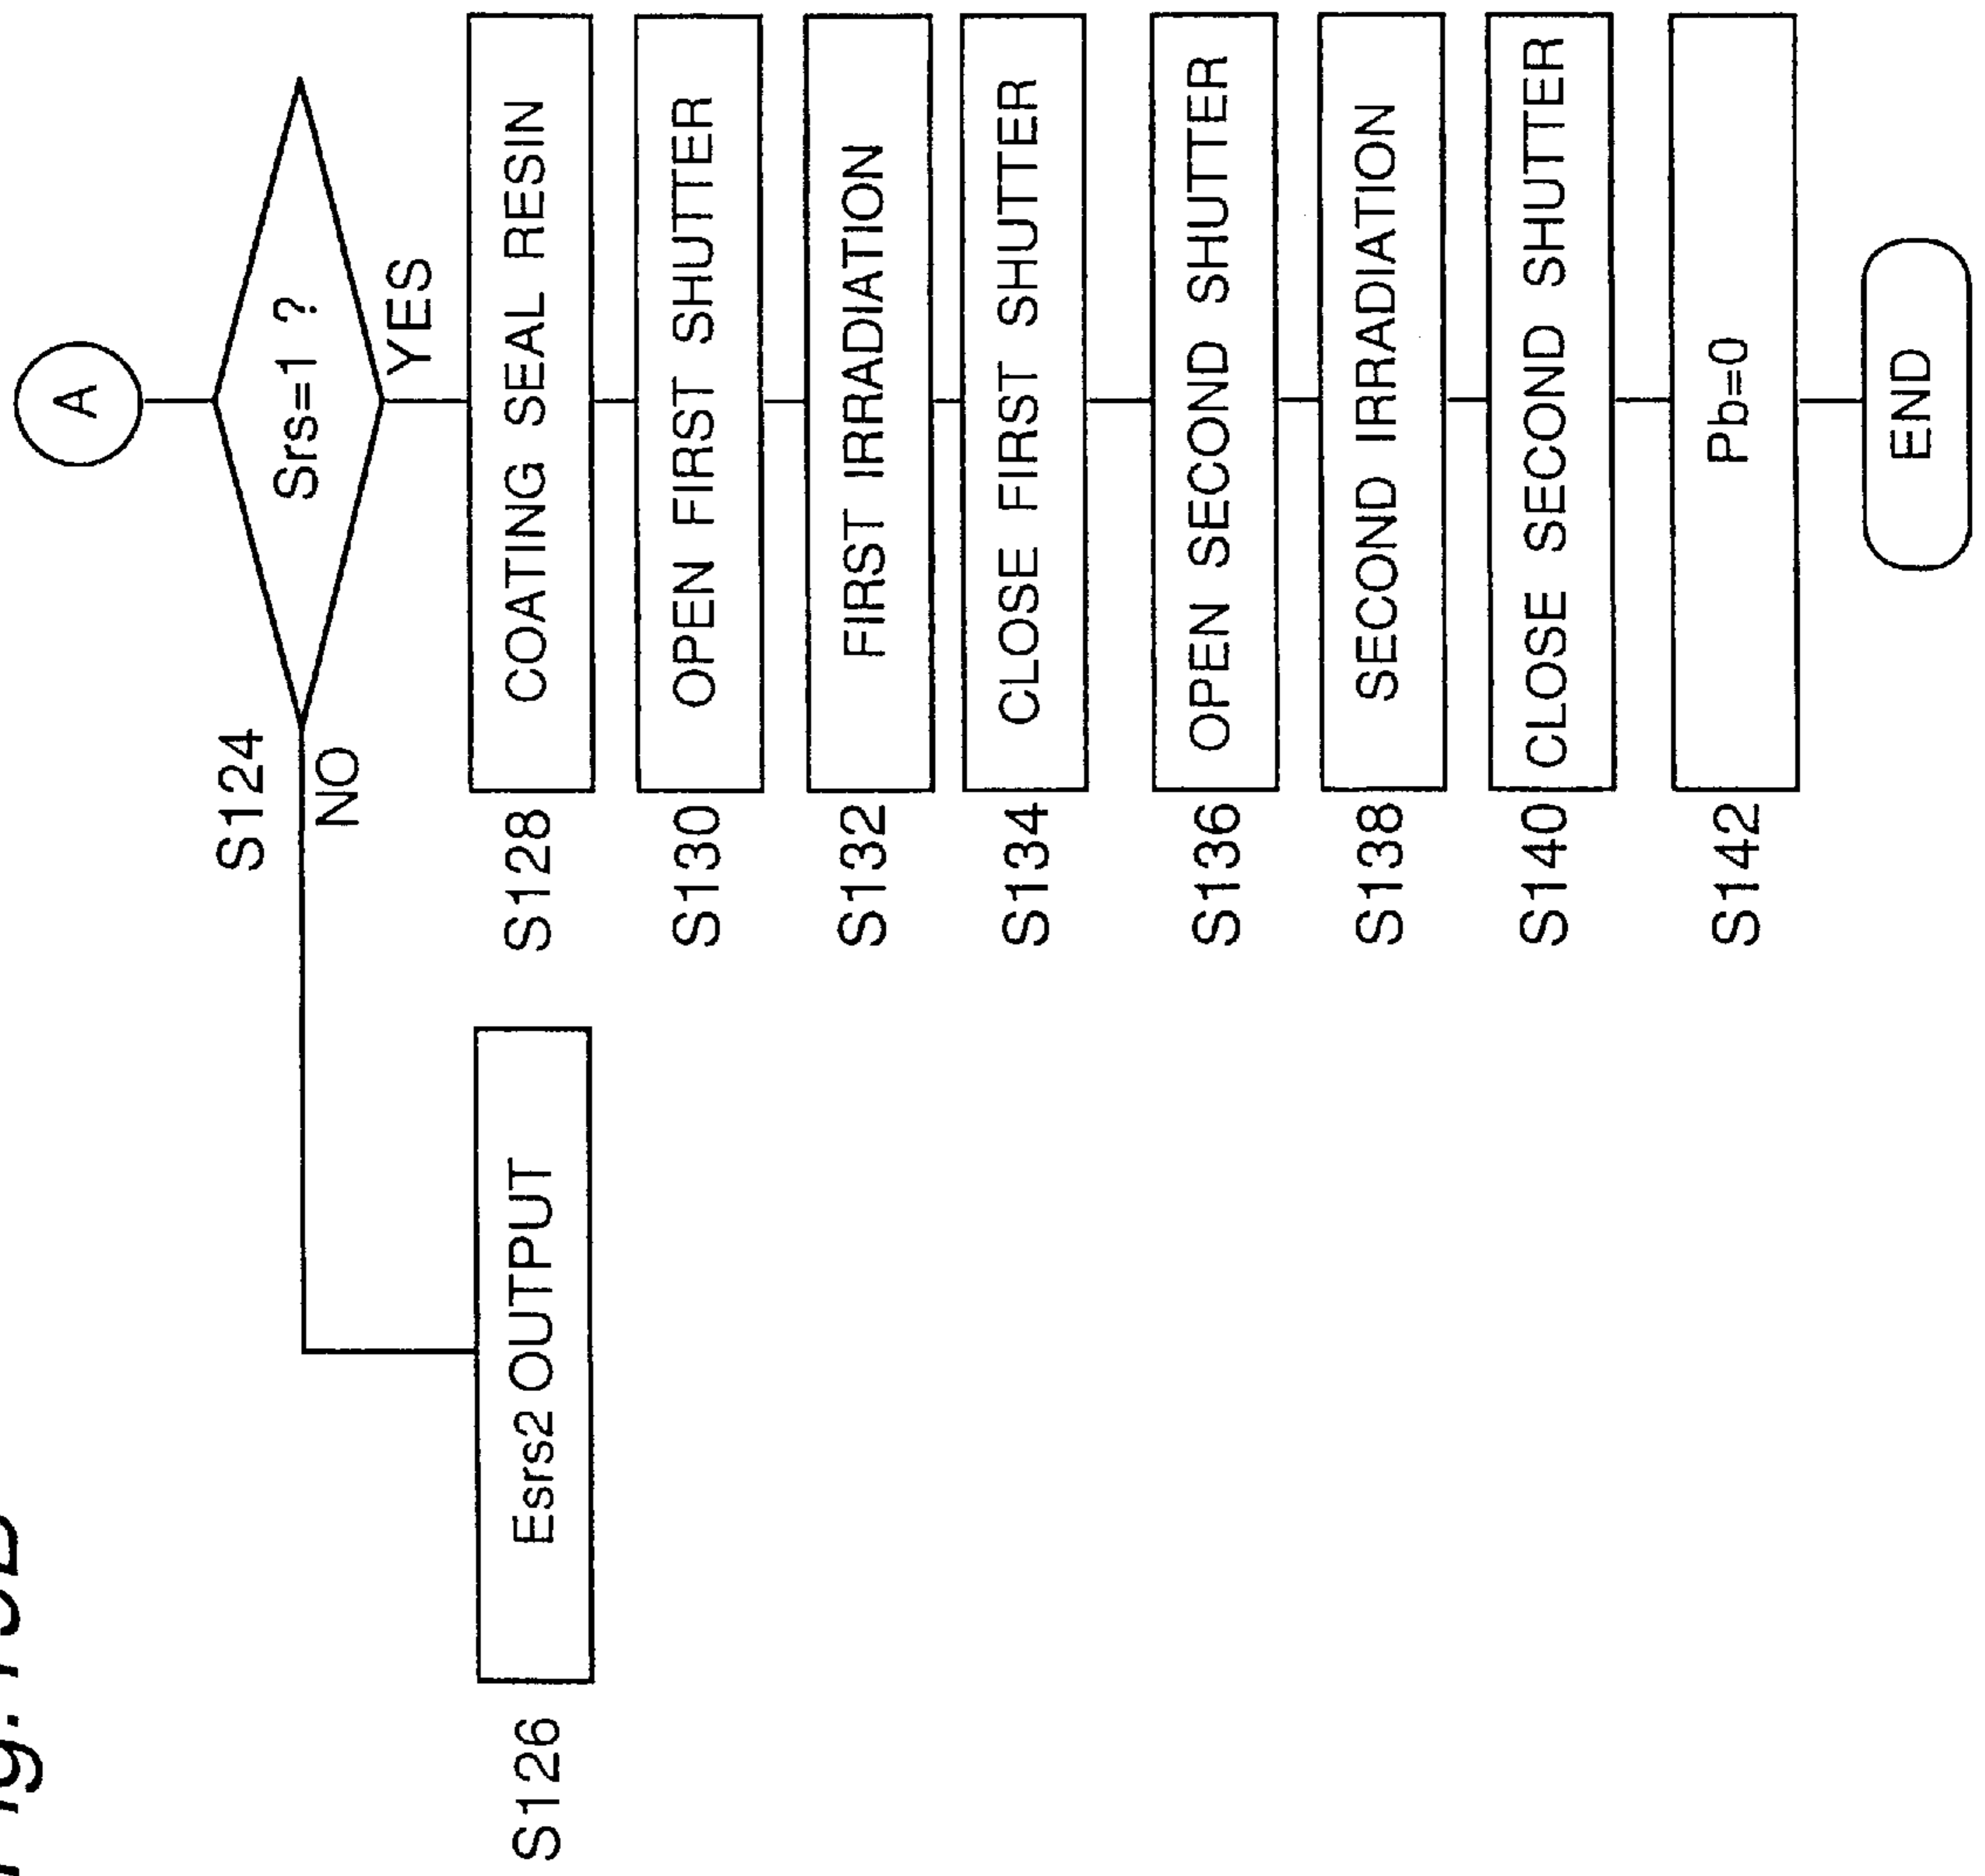 A
S124
Srs=1 ?
NO
YES
S126
Esrs2 OUTPUT
S128
COATING SEAL RESIN
S130
OPEN FIRST SHUTTER
S132
FIRST IRRADIATION
S134
CLOSE FIRST SHUTTER
S136
OPEN SECOND SHUTTER
S138
SECOND IRRADIATION
S140
CLOSE SECOND SHUTTER
S142
Pb=0
END